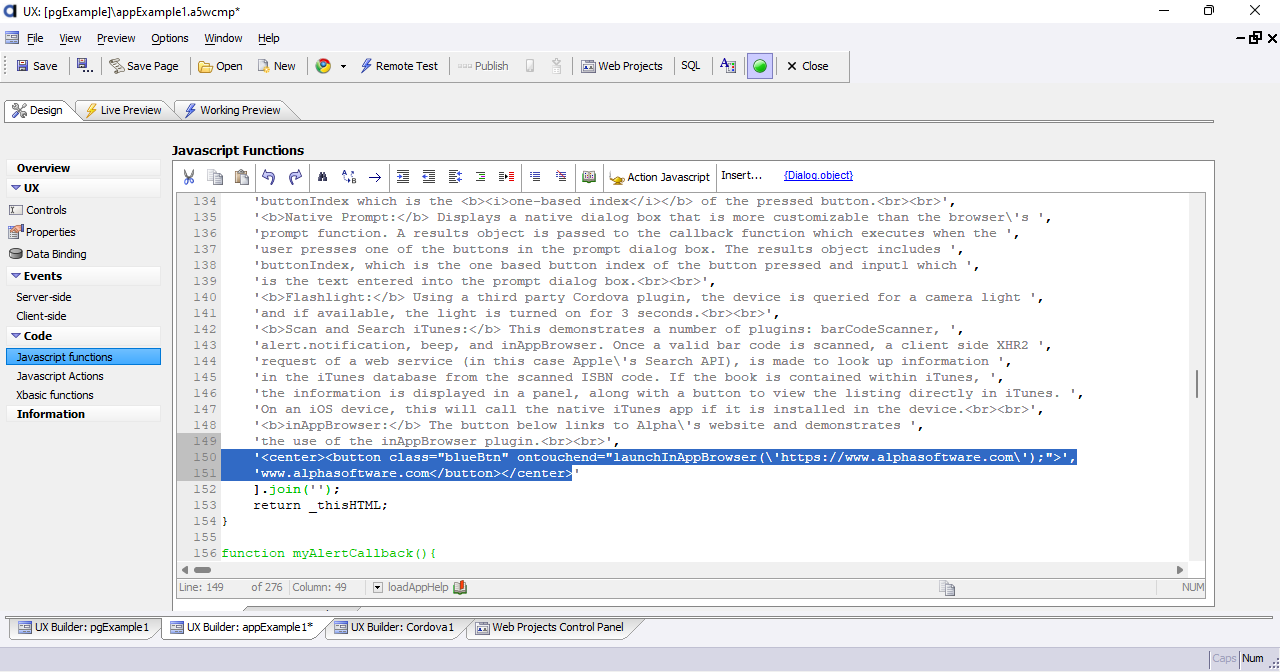 UX: [pgExample]\appExample1.a5wcmp*
File View Preview Options Window Help
Save Save Page Open New Remote Test Publish Web Projects SQL Close
Design Live Preview Working Preview
Javascript Functions
Overview
UX
Controls
Properties
Data Binding
Events
Server-side
Client-side
Code
Javascript functions
Javascript Actions
Xbasic functions
Information
Action Javascript Insert... {Dialog.object}
134 'buttonIndex which is the <b><i>one-based index</i></b> of the pressed button.<br><br>',
135 '<b>Native Prompt:</b> Displays a native dialog box that is more customizable than the browser\'s ',
136 'prompt function. A results object is passed to the callback function which executes when the ',
137 'user presses one of the buttons in the prompt dialog box. The results object includes ',
138 'buttonIndex, which is the one based button index of the button pressed and input1 which ',
139 'is the text entered into the prompt dialog box.<br><br>',
140 '<b>Flashlight:</b> Using a third party Cordova plugin, the device is queried for a camera light ',
141 'and if available, the light is turned on for 3 seconds.<br><br>',
142 '<b>Scan and Search iTunes:</b> This demonstrates a number of plugins: barCodeScanner, ',
143 'alert.notification, beep, and inAppBrowser. Once a valid bar code is scanned, a client side XHR2 ',
144 'request of a web service (in this case Apple\'s Search API), is made to look up information ',
145 'in the iTunes database from the scanned ISBN code. If the book is contained within iTunes, ',
146 'the information is displayed in a panel, along with a button to view the listing directly in iTunes. ',
147 'On an iOS device, this will call the native iTunes app if it is installed in the device.<br><br>',
148 '<b>inAppBrowser:</b> The button below links to Alpha\'s website and demonstrates ',
149 'the use of the inAppBrowser plugin.<br><br>',
150 '<center><button class="blueBtn" ontouchend="launchInAppBrowser(\'https://www.alphasoftware.com\');">',
151 'www.alphasoftware.com</button></center>'
152 ].join('');
153 return _thisHTML;
154 }
155
156 function myAlertCallback(){
Line: 149 of 276 Column: 49 loadAppHelp NUM
UX Builder: pgExample1 UX Builder: appExample1* UX Builder: Cordova1 Web Projects Control Panel
Caps Num